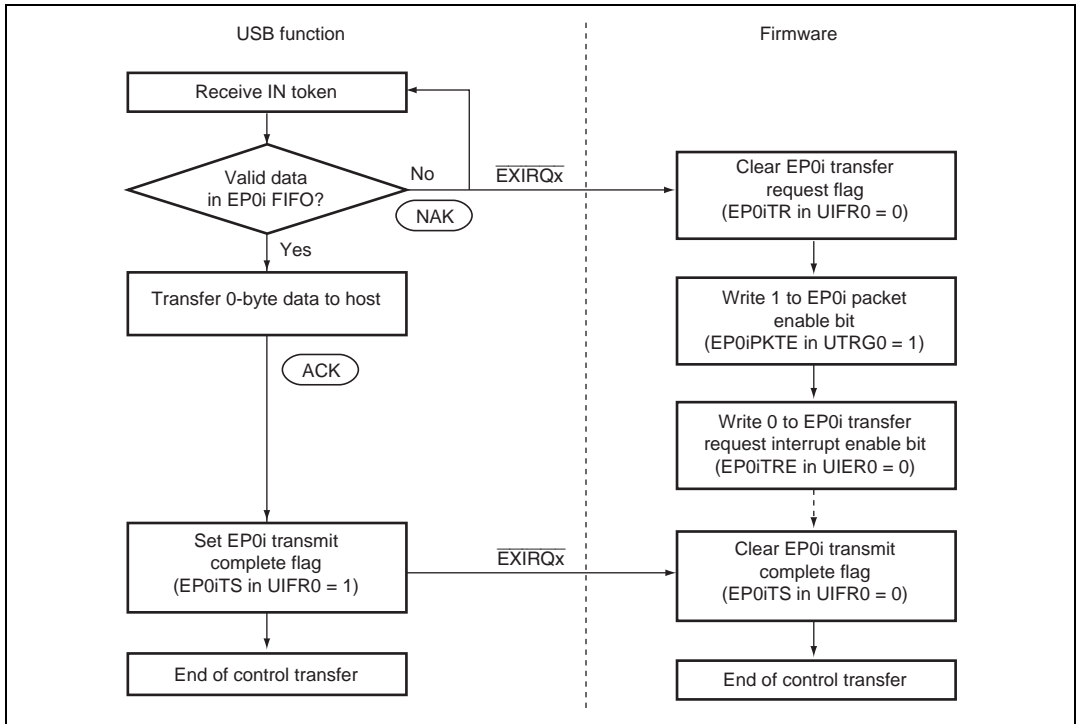 USB function
Firmware
Receive IN token
Valid data
in EP0i FIFO?
No
EXIRQx
NAK
Yes
Clear EP0i transfer
request flag
(EP0iTR in UIFR0 = 0)
Transfer 0-byte data to host
Write 1 to EP0i packet
enable bit
(EP0iPKTE in UTRG0 = 1)
ACK
Write 0 to EP0i transfer
request interrupt enable bit
(EP0iTRE in UIER0 = 0)
Set EP0i transmit
complete flag
(EP0iTS in UIFR0 = 1)
EXIRQx
Clear EP0i transmit
complete flag
(EP0iTS in UIFR0 = 0)
End of control transfer
End of control transfer